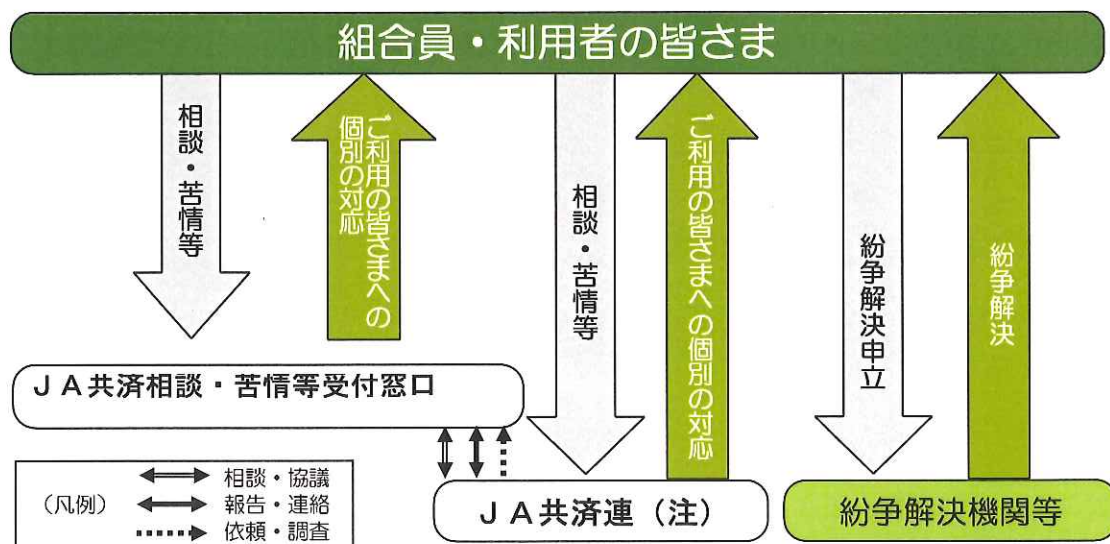 組合員・利用者の皆さま
相談・苦情等
ご利用の皆さまへの
個別の対応
相談・苦情等
ご利用の皆さまへの個別の対応
紛争解決申立
紛争解決
ＪＡ共済相談・苦情等受付窓口
ＪＡ共済連（注）
紛争解決機関等
（凡例）
相談・協議
報告・連絡
依頼・調査